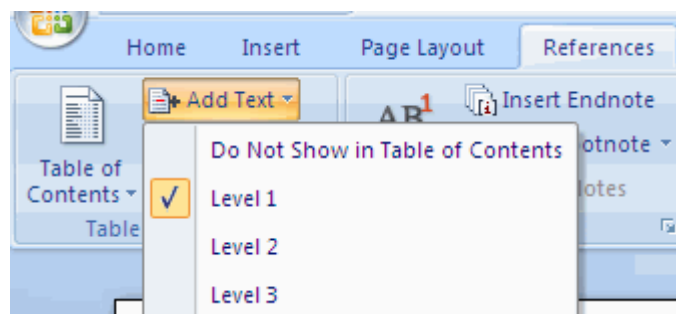 Home Insert Page Layout References
Add Text
AB1 Insert Endnote
Do Not Show in Table of Contents
otnote
Table of
Contents
Level 1
lotes
Table
Level 2
Level 3